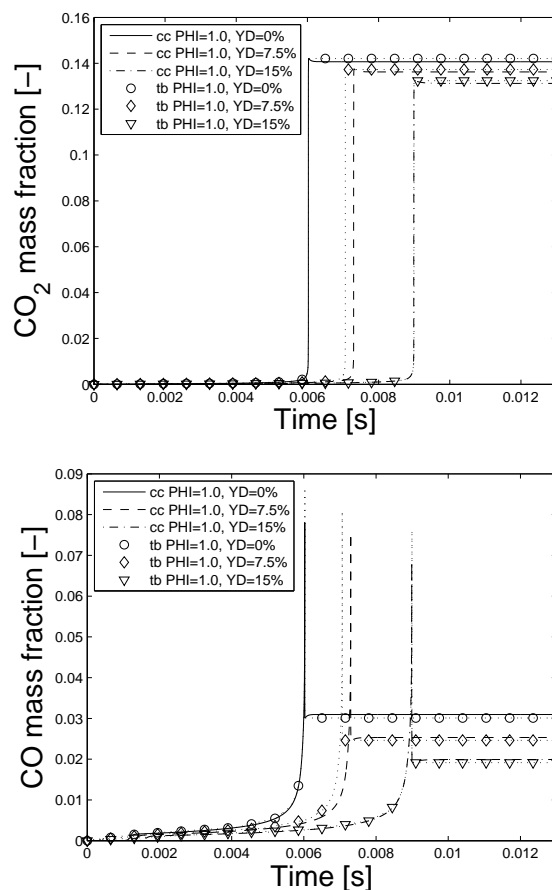 0.16
0.14
0.12
0.1
0.08
0.06
0.04
0.02
0
CO2 mass fraction [−]
cc PHI=1.0, YD=0%
cc PHI=1.0, YD=7.5%
cc PHI=1.0, YD=15%
tb PHI=1.0, YD=0%
tb PHI=1.0, YD=7.5%
tb PHI=1.0, YD=15%
0 0.002 0.004 0.006 0.008 0.01 0.012
Time [s]
0.09
0.08
0.07
0.06
0.05
0.04
0.03
0.02
0.01
0
CO mass fraction [−]
cc PHI=1.0, YD=0%
cc PHI=1.0, YD=7.5%
cc PHI=1.0, YD=15%
tb PHI=1.0, YD=0%
tb PHI=1.0, YD=7.5%
tb PHI=1.0, YD=15%
0 0.002 0.004 0.006 0.008 0.01 0.012
Time [s]